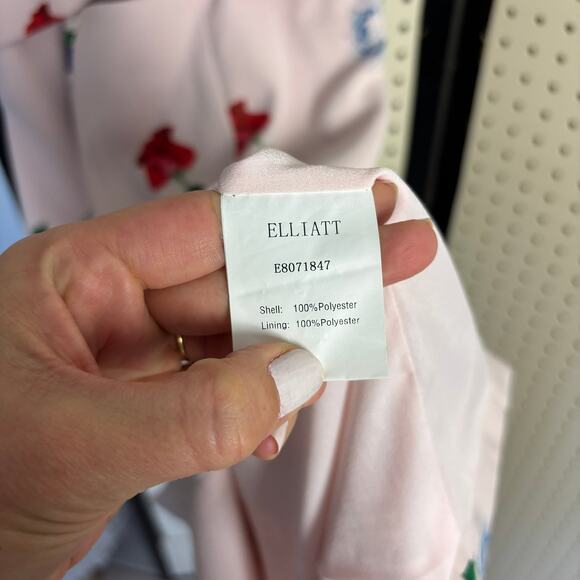 ELLIATT
E8071847
Shell: 100%Polyester
Lining: 100%Polyester